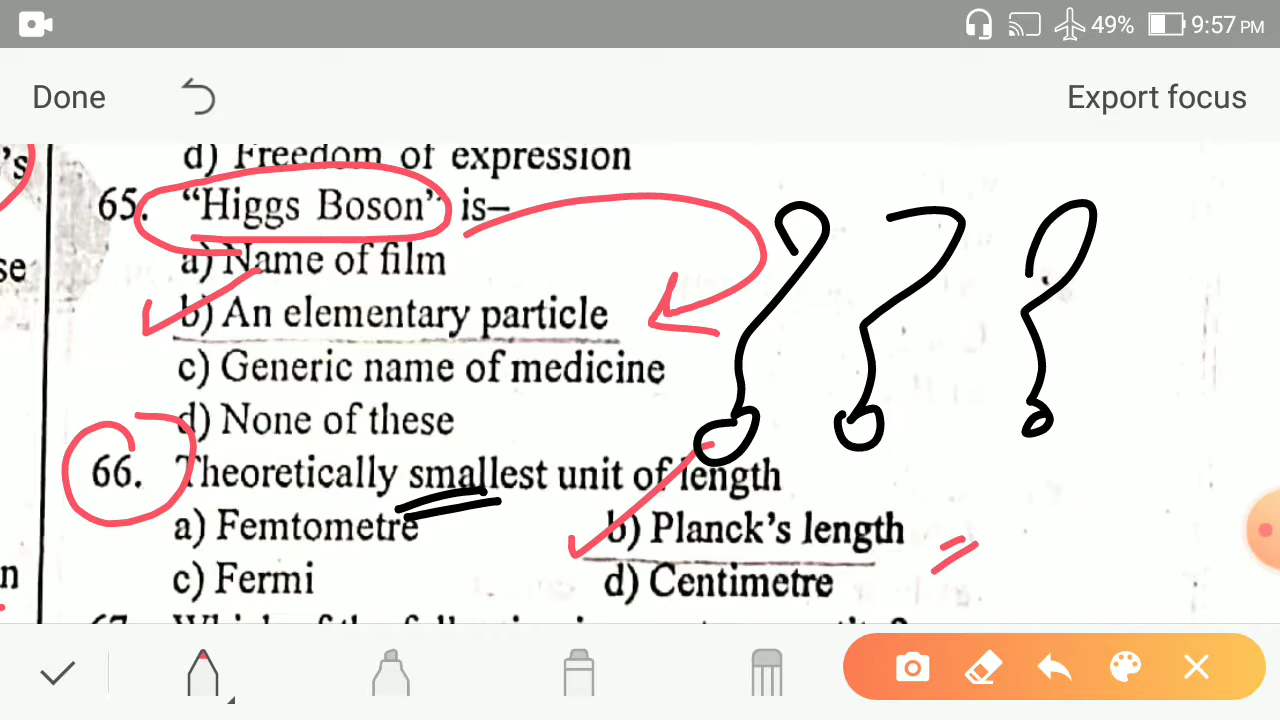 49% 9:57 PM
Done
Export focus
's
d) Freedom of expression
65. “Higgs Boson” is–
a) Name of film
se
b) An elementary particle
c) Generic name of medicine
d) None of these
66. Theoretically smallest unit of length
a) Femtometre b) Planck's length
c) Fermi d) Centimetre
n
???